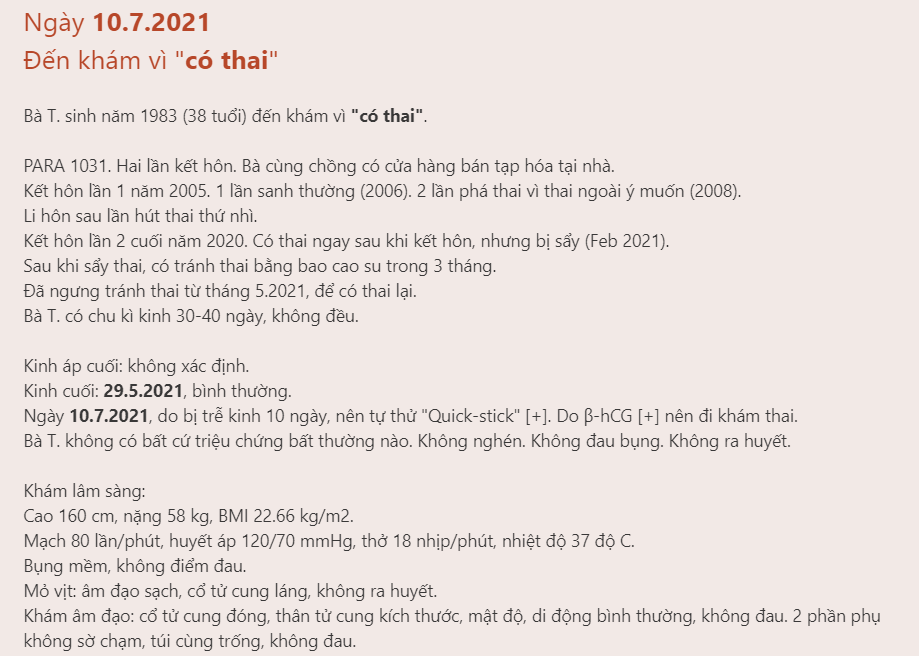 Ngày 10.7.2021
Đến khám vì "có thai"
Bà T. sinh năm 1983 (38 tuổi) đến khám vì "có thai".
PARA 1031. Hai lần kết hôn. Bà cùng chồng có cửa hàng bán tạp hóa tại nhà.
Kết hôn lần 1 năm 2005. 1 lần sanh thường (2006). 2 lần phá thai vì thai ngoài ý muốn (2008).
Li hôn sau lần hút thai thứ nhì.
Kết hôn lần 2 cuối năm 2020. Có thai ngay sau khi kết hôn, nhưng bị sẩy (Feb 2021).
Sau khi sẩy thai, có tránh thai bằng bao cao su trong 3 tháng.
Đã ngưng tránh thai từ tháng 5.2021, để có thai lại.
Bà T. có chu kì kinh 30-40 ngày, không đều.
Kinh áp cuối: không xác định.
Kinh cuối: 29.5.2021, bình thường.
Ngày 10.7.2021, do bị trễ kinh 10 ngày, nên tự thử "Quick-stick" [+]. Do β-hCG [+] nên đi khám thai.
Bà T. không có bất cứ triệu chứng bất thường nào. Không nghén. Không đau bụng. Không ra huyết.
Khám lâm sàng:
Cao 160 cm, nặng 58 kg, BMI 22.66 kg/m2.
Mạch 80 lần/phút, huyết áp 120/70 mmHg, thở 18 nhịp/phút, nhiệt độ 37 độ C.
Bụng mềm, không điểm đau.
Mỏ vịt: âm đạo sạch, cổ tử cung láng, không ra huyết.
Khám âm đạo: cổ tử cung đóng, thân tử cung kích thước, mật độ, di động bình thường, không đau. 2 phần phụ
không sờ chạm, túi cùng trống, không đau.